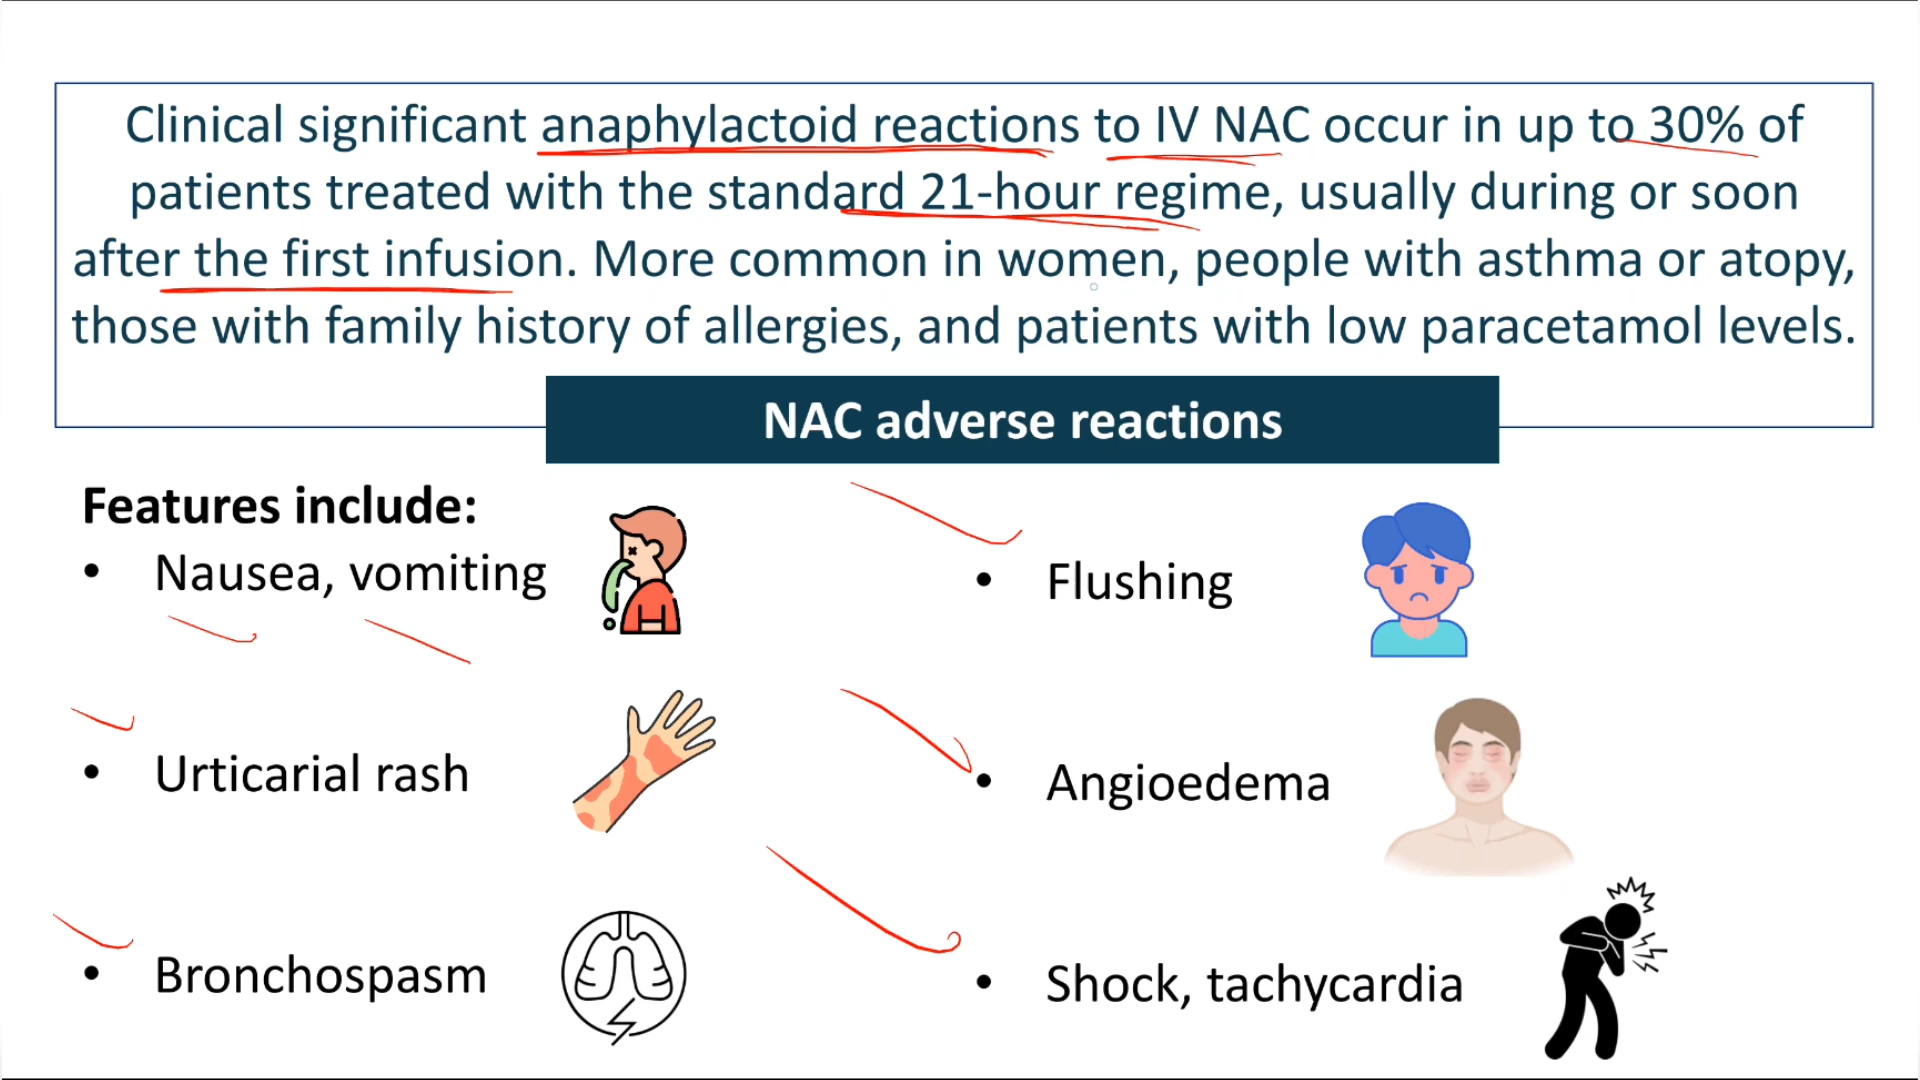 Clinical significant anaphylactoid reactions to IV NAC occur in up to 30% of
patients treated with the standard 21-hour regime, usually during or soon
after the first infusion. More common in women, people with asthma or atopy,
those with family history of allergies, and patients with low paracetamol levels.
NAC adverse reactions
Features include:
• Nausea, vomiting
• Urticarial rash
• Bronchospasm
• Flushing
• Angioedema
• Shock, tachycardia